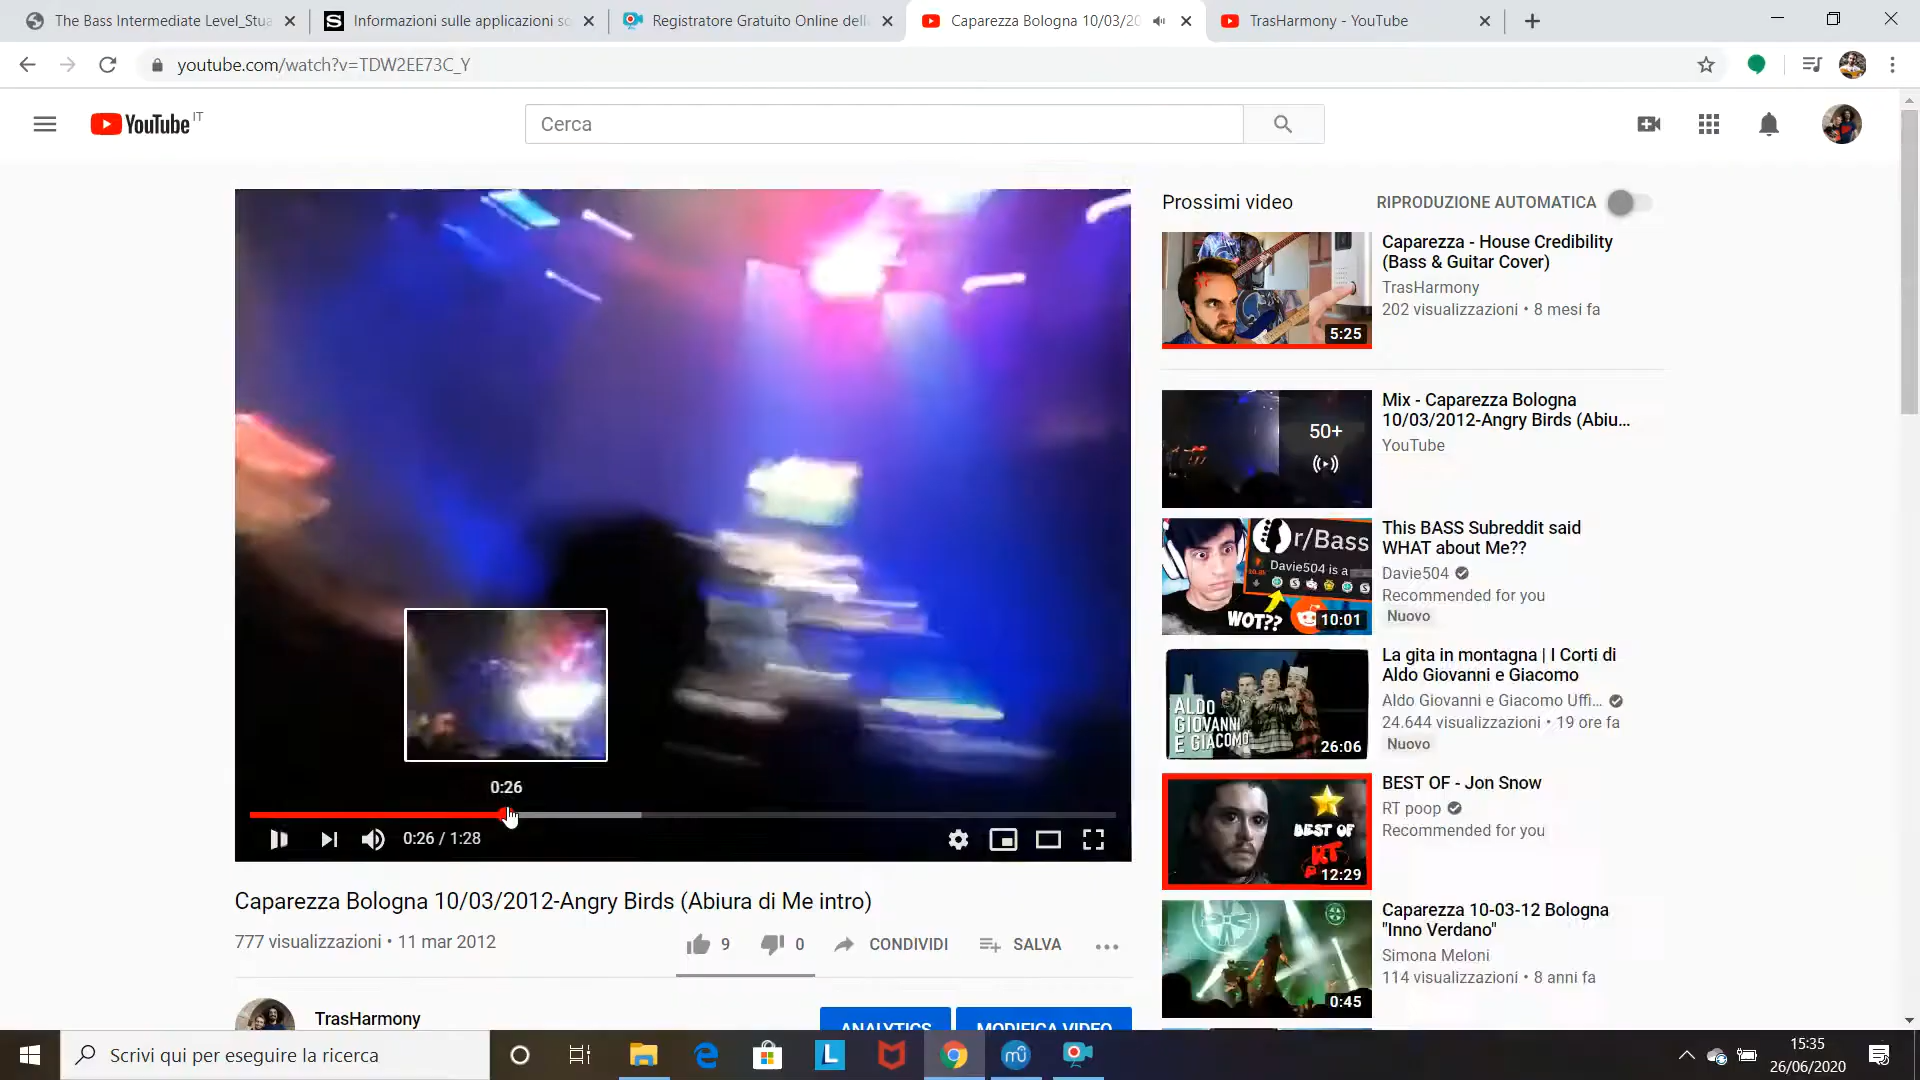 The Bass Intermediate Level_Stua
Informazioni sulle applicazioni so
Registratore Gratuito Online dell
Caparezza Bologna 10/03/20
TrasHarmony - YouTube
youtube.com/watch?v=TDW2EE73C_Y
YouTube IT
Cerca
0:26
0:26 / 1:28
Caparezza Bologna 10/03/2012-Angry Birds (Abiura di Me intro)
777 visualizzazioni • 11 mar 2012
9
0
CONDIVIDI
SALVA
TrasHarmony
ANALYTICS
MODIFICA VIDEO
Prossimi video
RIPRODUZIONE AUTOMATICA
5:25
Caparezza - House Credibility
(Bass & Guitar Cover)
TrasHarmony
202 visualizzazioni • 8 mesi fa
50+
Mix - Caparezza Bologna
10/03/2012-Angry Birds (Abiu...
YouTube
r/Bass
Davie504 is a
WOT??
10:01
This BASS Subreddit said
WHAT about Me??
Davie504
Recommended for you
Nuovo
ALDO
GIOVANNI
E GIACOMO
26:06
La gita in montagna | I Corti di
Aldo Giovanni e Giacomo
Aldo Giovanni e Giacomo Uffi...
24.644 visualizzazioni • 19 ore fa
Nuovo
BEST OF
RT
12:29
BEST OF - Jon Snow
RT poop
Recommended for you
0:45
Caparezza 10-03-12 Bologna
"Inno Verdano"
Simona Meloni
114 visualizzazioni • 8 anni fa
Scrivi qui per eseguire la ricerca
15:35
26/06/2020